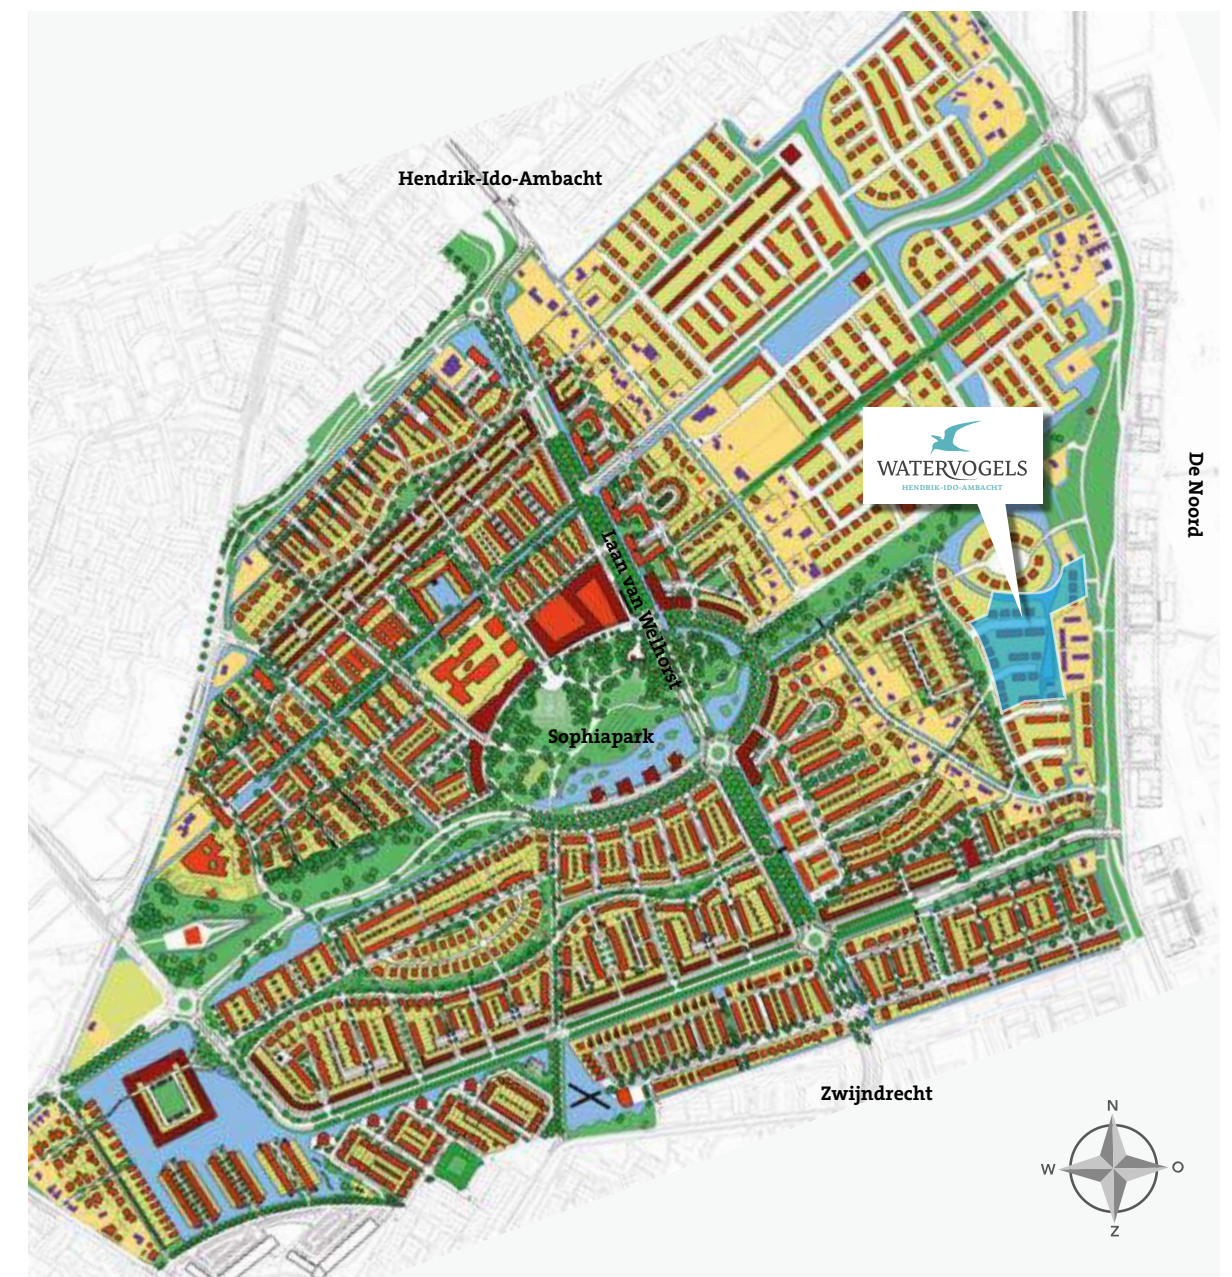 Hendrik-Ido-Ambacht
WATERVOGELS
HENDRIK-IDO-AMBACHT
De Noord
Laan van Welhorst
Sophiapark
Zwijndrecht
N
W
O
Z